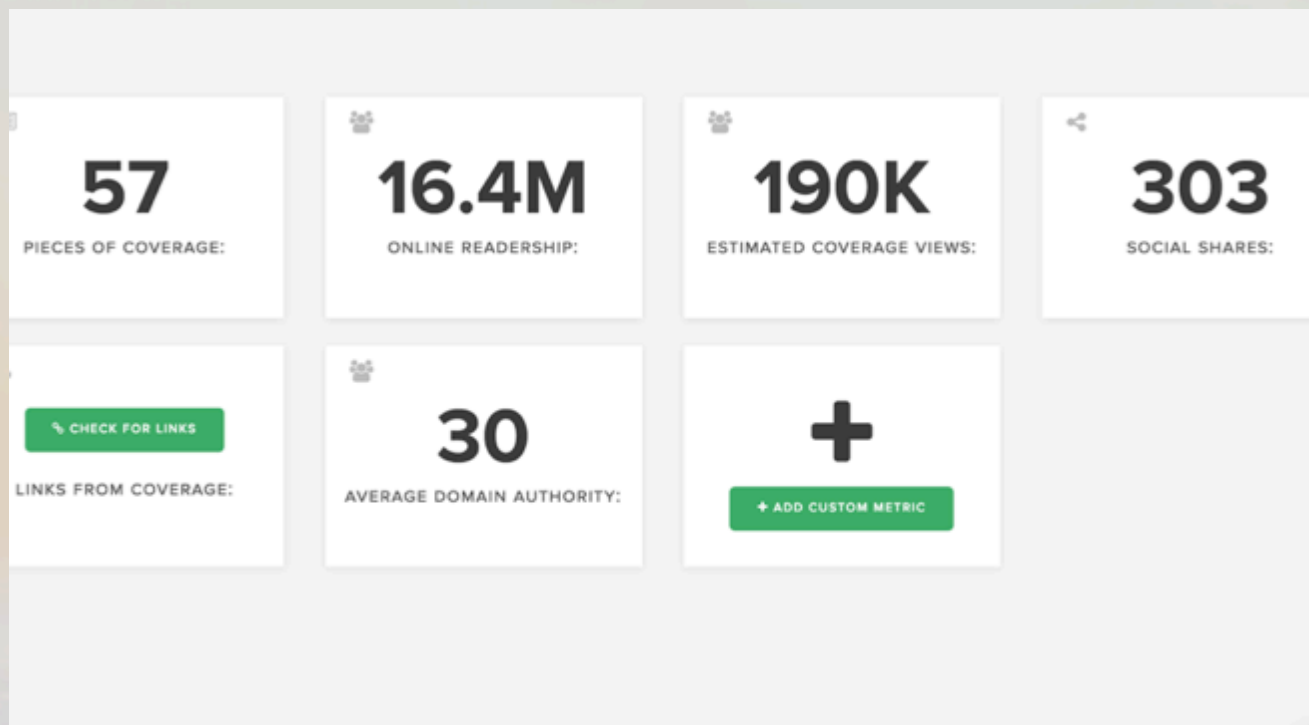 57
PIECES OF COVERAGE:
16.4M
ONLINE READERSHIP:
190K
ESTIMATED COVERAGE VIEWS:
303
SOCIAL SHARES:
CHECK FOR LINKS
LINKS FROM COVERAGE:
30
AVERAGE DOMAIN AUTHORITY:
+ ADD CUSTOM METRIC